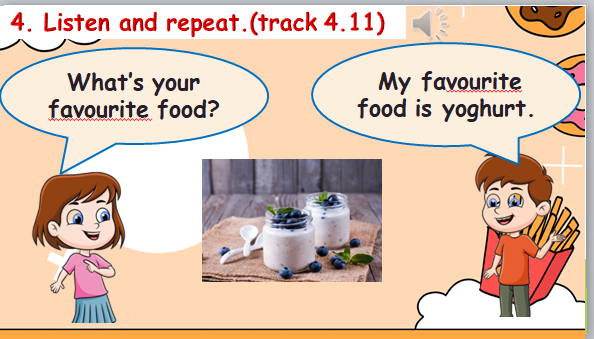 4. Listen and repeat.(track 4.11)
What's your
favourite food?
My favourite
food is yoghurt.